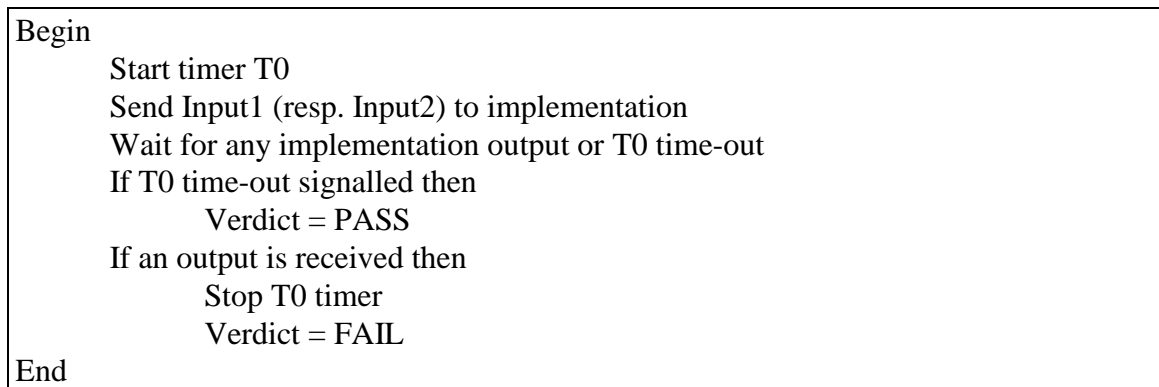 Begin
Start timer T0
Send Input1 (resp. Input2) to implementation
Wait for any implementation output or T0 time-out
If T0 time-out signalled then
Verdict = PASS
If an output is received then
Stop T0 timer
Verdict = FAIL
End